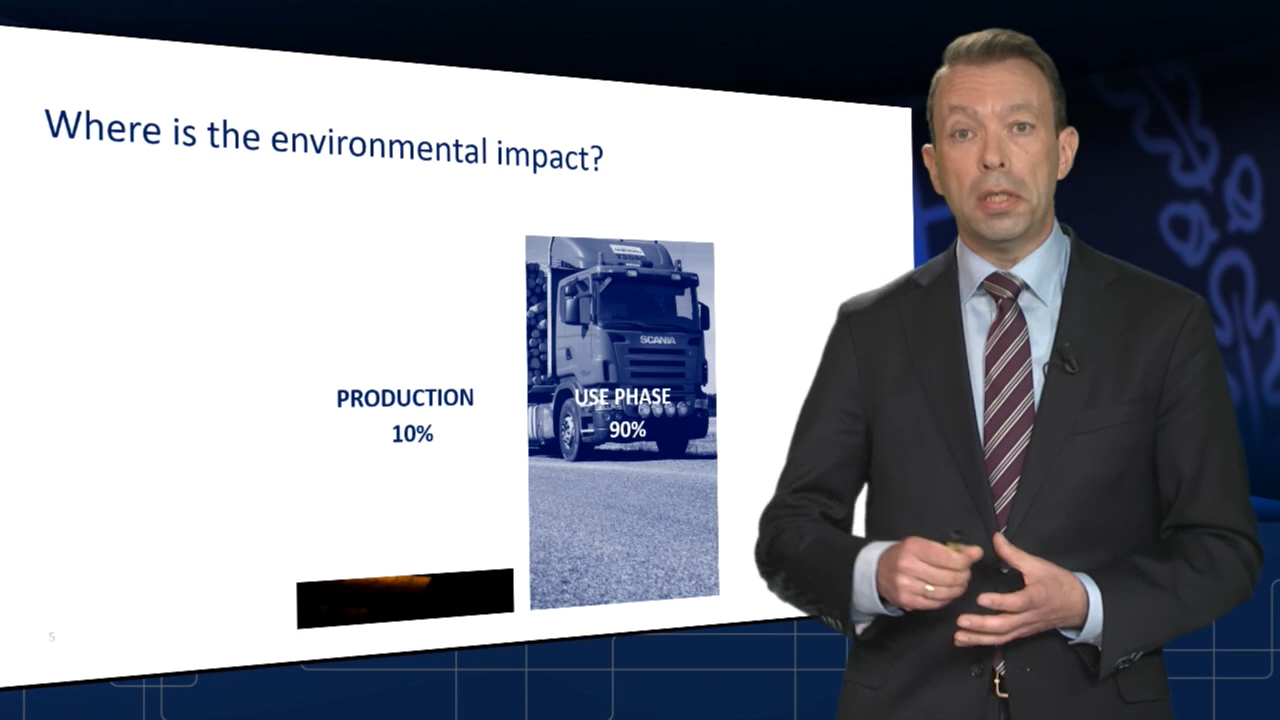 Where is the environmental impact?
PRODUCTION
10%
SCANIA
USE PHASE
90%
5